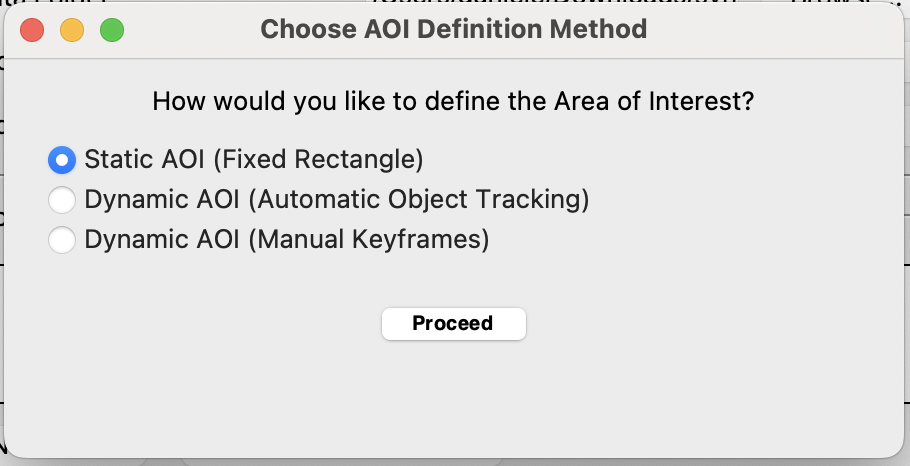 Choose AOI Definition Method
How would you like to define the Area of Interest?
Static AOI (Fixed Rectangle)
Dynamic AOI (Automatic Object Tracking)
Dynamic AOI (Manual Keyframes)
Proceed